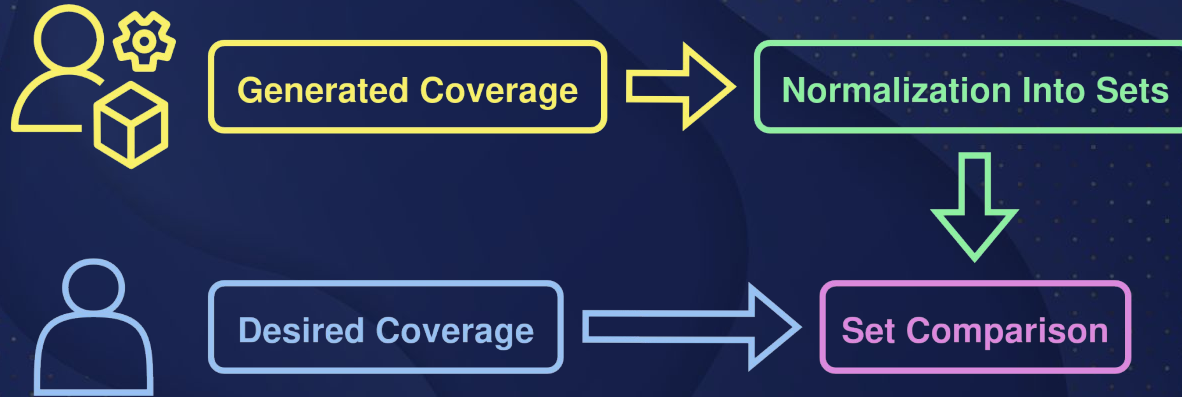 Generated Coverage
Normalization Into Sets
Desired Coverage
Set Comparison